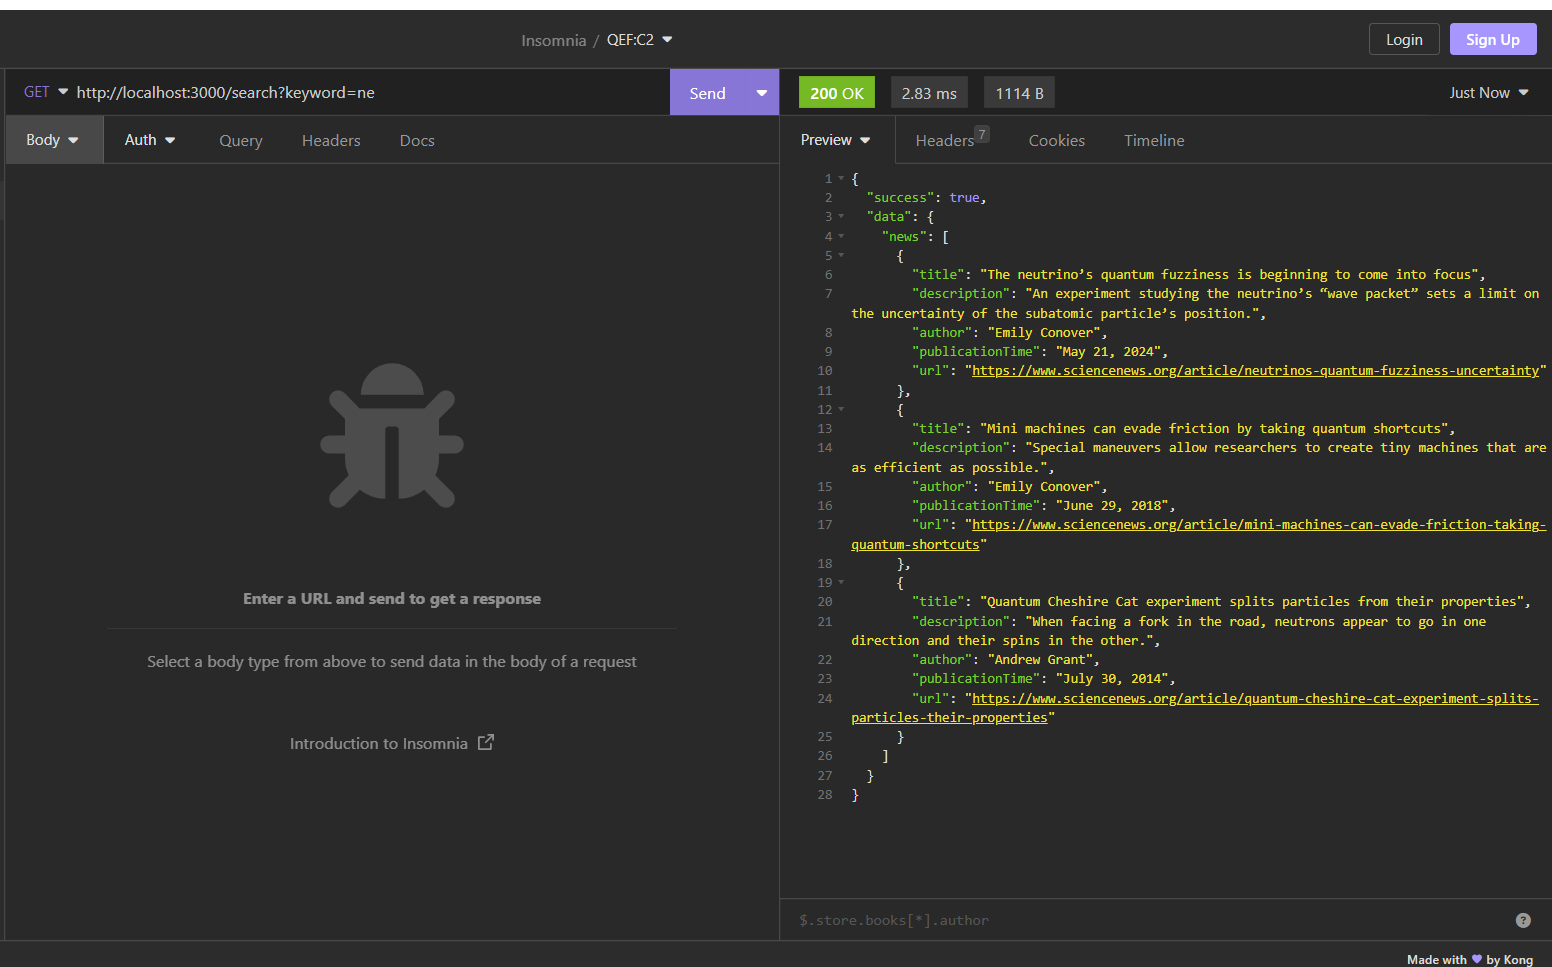 Insomnia / QEF:C2
Login
Sign Up
GET http://localhost:3000/search?keyword=ne
Send
200 OK
2.83 ms
1114 B
Just Now
Body
Auth
Query
Headers
Docs
Preview
Headers 7
Cookies
Timeline
Enter a URL and send to get a response
Select a body type from above to send data in the body of a request
Introduction to Insomnia
1 {
2 "success": true,
3 "data": {
4 "news": [
5 {
6 "title": "The neutrino’s quantum fuzziness is beginning to come into focus",
7 "description": "An experiment studying the neutrino’s “wave packet” sets a limit on
the uncertainty of the subatomic particle’s position.",
8 "author": "Emily Conover",
9 "publicationTime": "May 21, 2024",
10 "url": "https://www.sciencenews.org/article/neutrinos-quantum-fuzziness-uncertainty"
11 },
12 {
13 "title": "Mini machines can evade friction by taking quantum shortcuts",
14 "description": "Special maneuvers allow researchers to create tiny machines that are
as efficient as possible.",
15 "author": "Emily Conover",
16 "publicationTime": "June 29, 2018",
17 "url": "https://www.sciencenews.org/article/mini-machines-can-evade-friction-taking-
quantum-shortcuts"
18 },
19 {
20 "title": "Quantum Cheshire Cat experiment splits particles from their properties",
21 "description": "When facing a fork in the road, neutrons appear to go in one
direction and their spins in the other.",
22 "author": "Andrew Grant",
23 "publicationTime": "July 30, 2014",
24 "url": "https://www.sciencenews.org/article/quantum-cheshire-cat-experiment-splits-
particles-their-properties"
25 }
26 ]
27 }
28 }
$.store.books[*].author
?
Made with 💜 by Kong